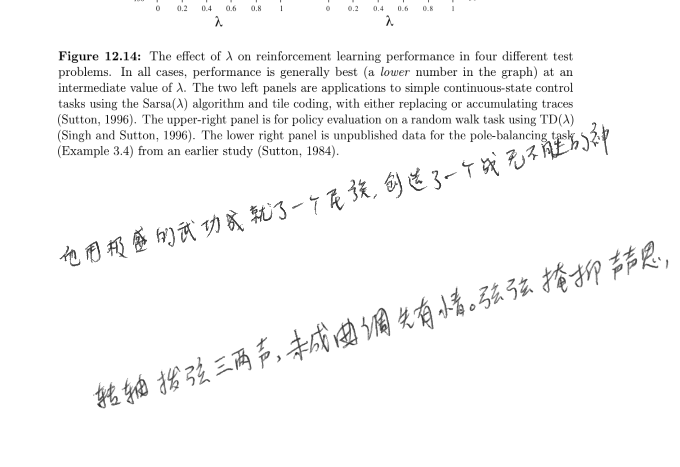 0 0.2 0.4 0.6 0.8 1 0 0.2 0.4 0.6 0.8 1
λ λ
Figure 12.14: The effect of λ on reinforcement learning performance in four different test
problems. In all cases, performance is generally best (a lower number in the graph) at an
intermediate value of λ. The two left panels are applications to simple continuous-state control
tasks using the Sarsa(λ) algorithm and tile coding, with either replacing or accumulating traces
(Sutton, 1996). The upper-right panel is for policy evaluation on a random walk task using TD(λ)
(Singh and Sutton, 1996). The lower right panel is unpublished data for the pole-balancing task
(Example 3.4) from an earlier study (Sutton, 1984).
他用极盛的武功成就了一个民族,创造了一个战无不胜的神
转轴拨弦三两声,未成曲调先有情。弦弦掩抑声声思,